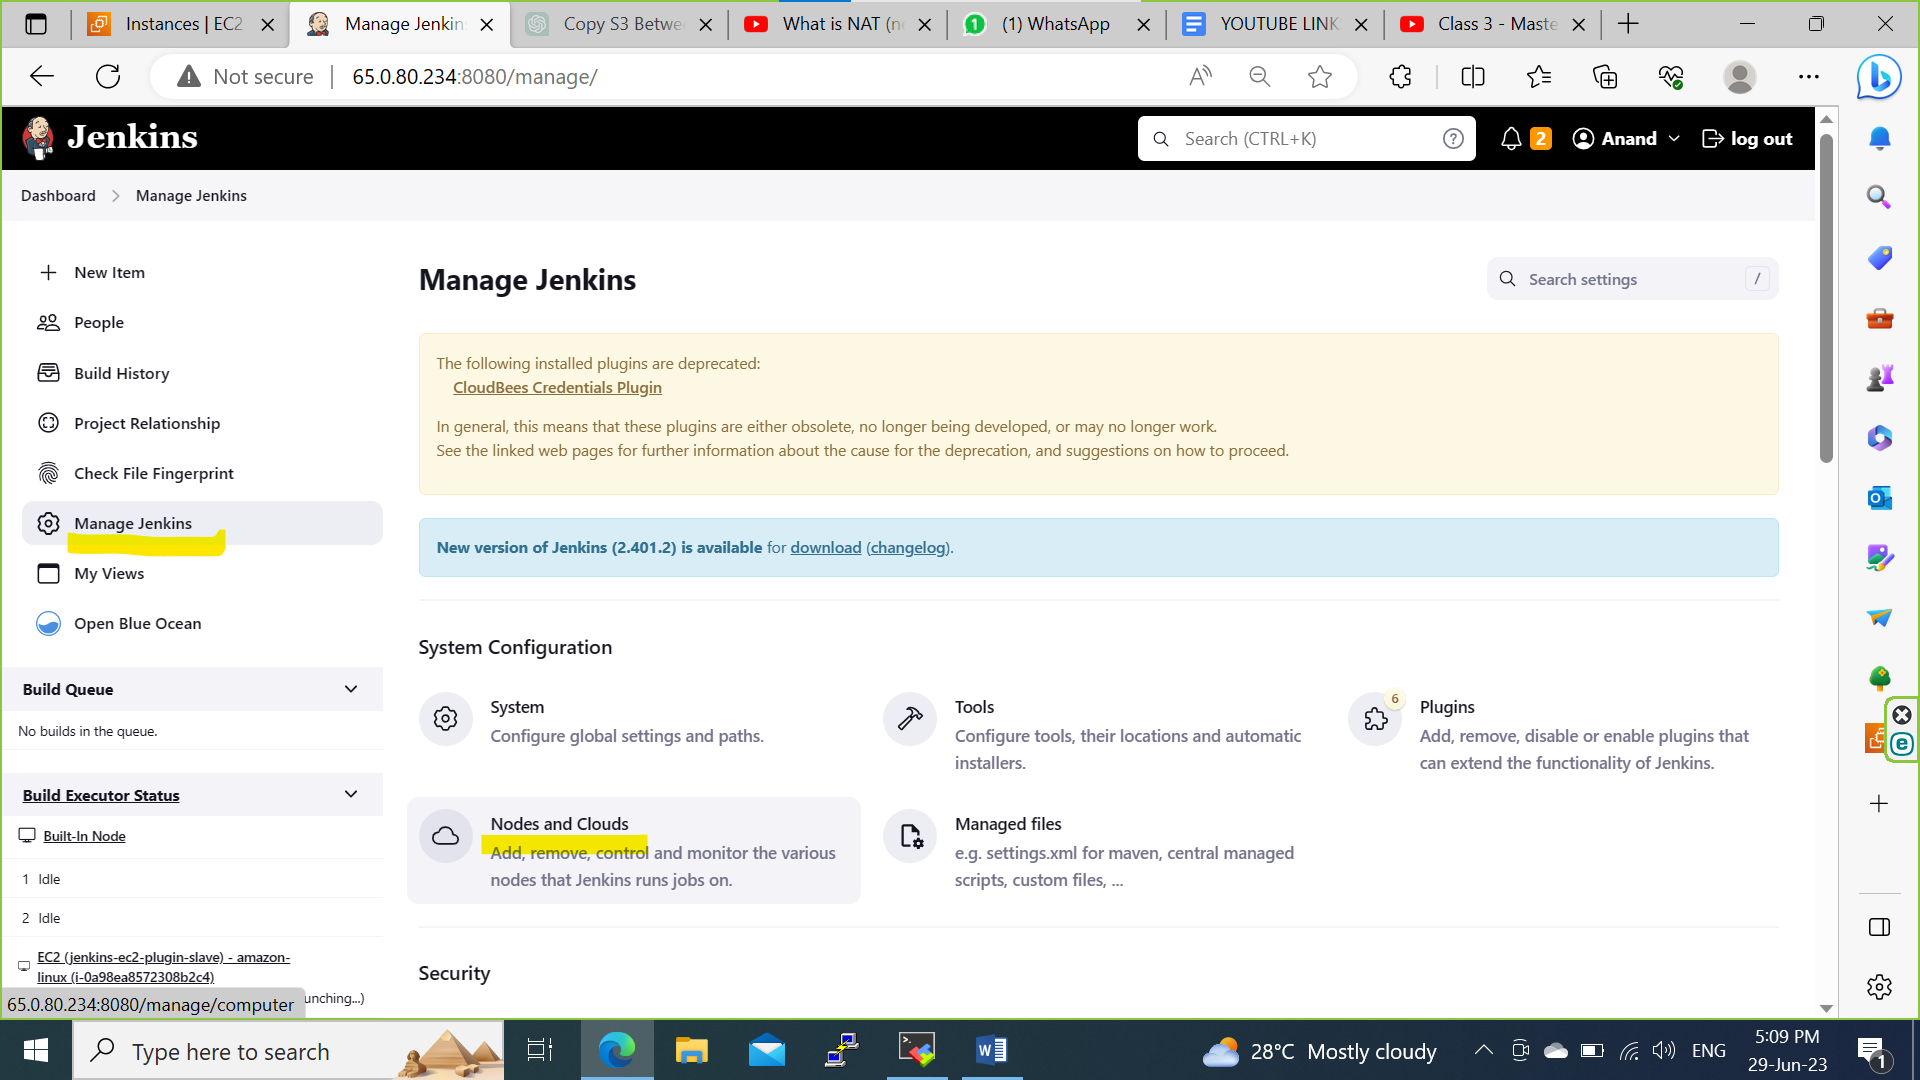 Instances | EC2
Manage Jenkin
Copy S3 Betwe
What is NAT (n
(1) WhatsApp
YOUTUBE LINK
Class 3 - Maste
Not secure
65.0.80.234:8080/manage/
Jenkins
Search (CTRL+K)
2
Anand
log out
Dashboard
Manage Jenkins
New Item
People
Build History
Project Relationship
Check File Fingerprint
Manage Jenkins
My Views
Open Blue Ocean
Build Queue
No builds in the queue.
Build Executor Status
Built-In Node
1 Idle
2 Idle
EC2 (jenkins-ec2-plugin-slave) - amazon-
linux (i-0a98ea8572308b2c4)
unching...)
65.0.80.234:8080/manage/computer
Manage Jenkins
Search settings
/
The following installed plugins are deprecated:
CloudBees Credentials Plugin
In general, this means that these plugins are either obsolete, no longer being developed, or may no longer work.
See the linked web pages for further information about the cause for the deprecation, and suggestions on how to proceed.
New version of Jenkins (2.401.2) is available for download (changelog).
System Configuration
System
Configure global settings and paths.
Tools
Configure tools, their locations and automatic
installers.
6
Plugins
Add, remove, disable or enable plugins that
can extend the functionality of Jenkins.
Nodes and Clouds
Add, remove, control and monitor the various
nodes that Jenkins runs jobs on.
Managed files
e.g. settings.xml for maven, central managed
scripts, custom files, ...
Security
Type here to search
28°C Mostly cloudy
ENG
5:09 PM
29-Jun-23
1